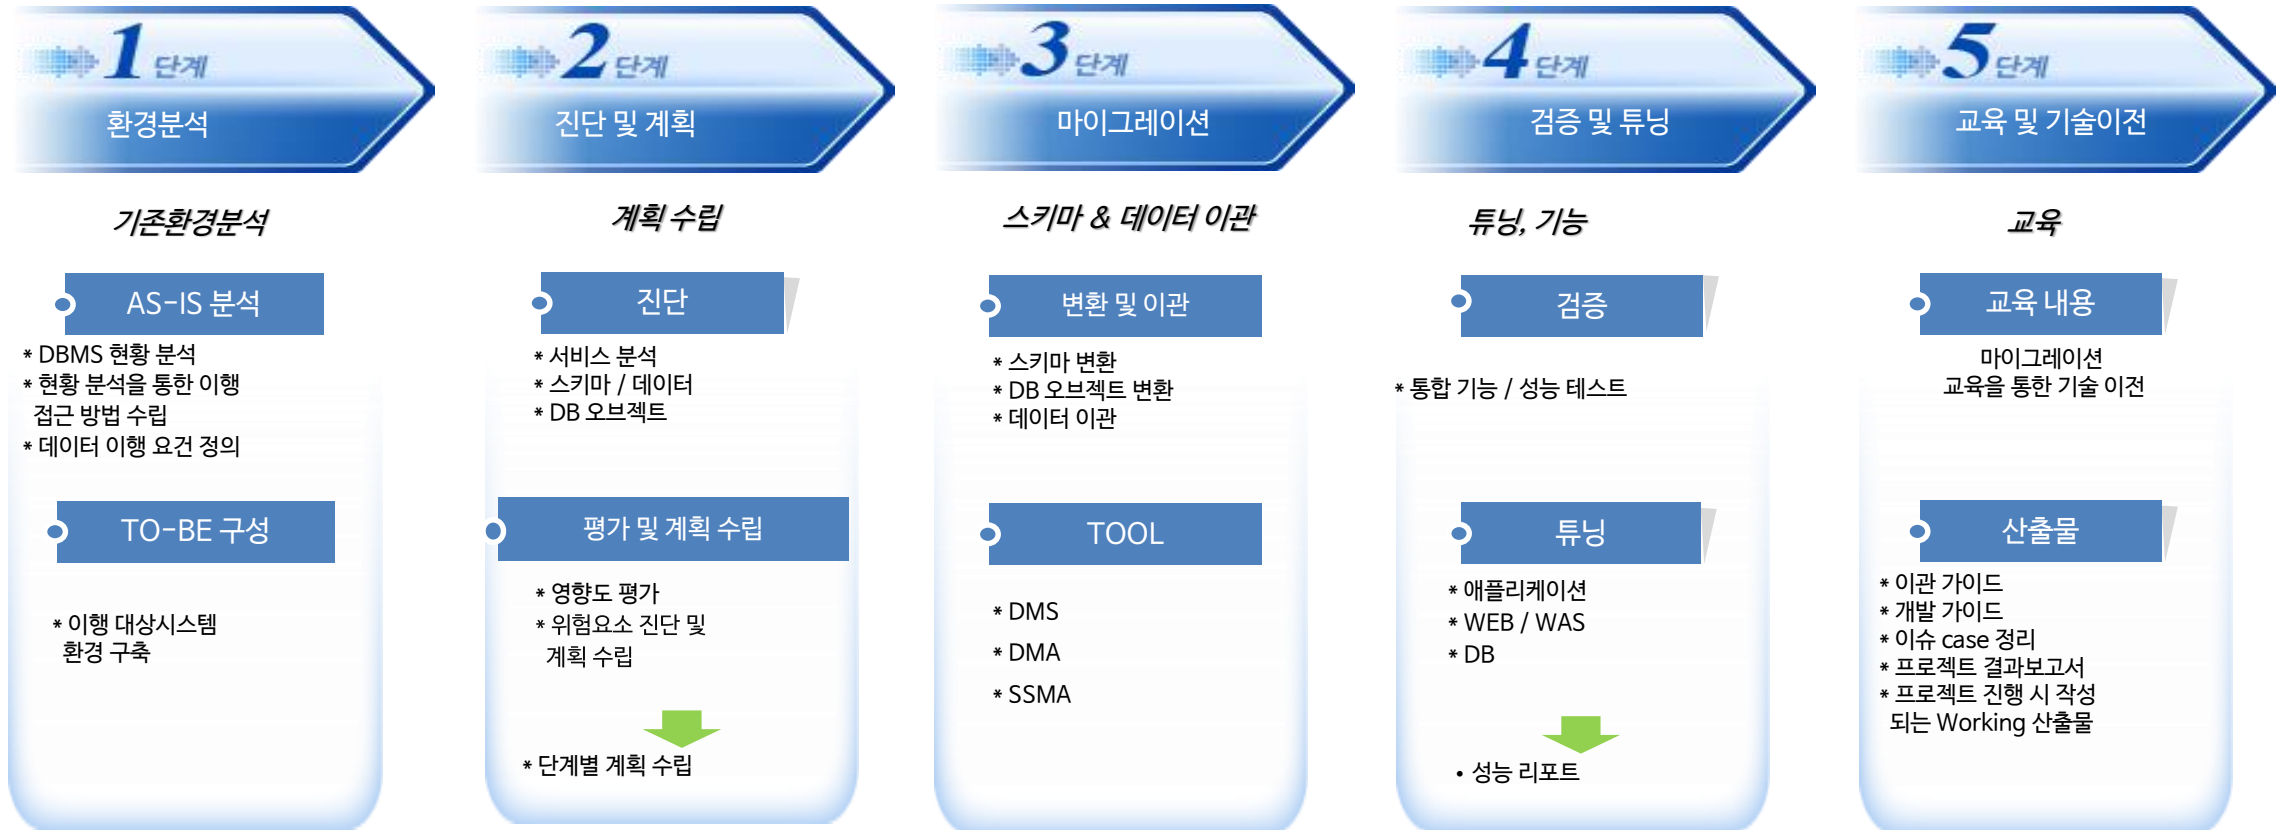 1 단계
환경분석
기존환경분석
AS-IS 분석
* DBMS 현황 분석
* 현황 분석을 통한 이행
접근 방법 수립
* 데이터 이행 요건 정의
TO-BE 구성
* 이행 대상시스템
환경 구축
2 단계
진단 및 계획
계획 수립
진단
* 서비스 분석
* 스키마 / 데이터
* DB 오브젝트
평가 및 계획 수립
* 영향도 평가
* 위험요소 진단 및
계획 수립
* 단계별 계획 수립
3 단계
마이그레이션
스키마 & 데이터 이관
변환 및 이관
* 스키마 변환
* DB 오브젝트 변환
* 데이터 이관
TOOL
* DMS
* DMA
* SSMA
4 단계
검증 및 튜닝
튜닝, 기능
검증
* 통합 기능 / 성능 테스트
튜닝
* 애플리케이션
* WEB / WAS
* DB
• 성능 리포트
5 단계
교육 및 기술이전
교육
교육 내용
마이그레이션
교육을 통한 기술 이전
산출물
* 이관 가이드
* 개발 가이드
* 이슈 case 정리
* 프로젝트 결과보고서
* 프로젝트 진행 시 작성
되는 Working 산출물